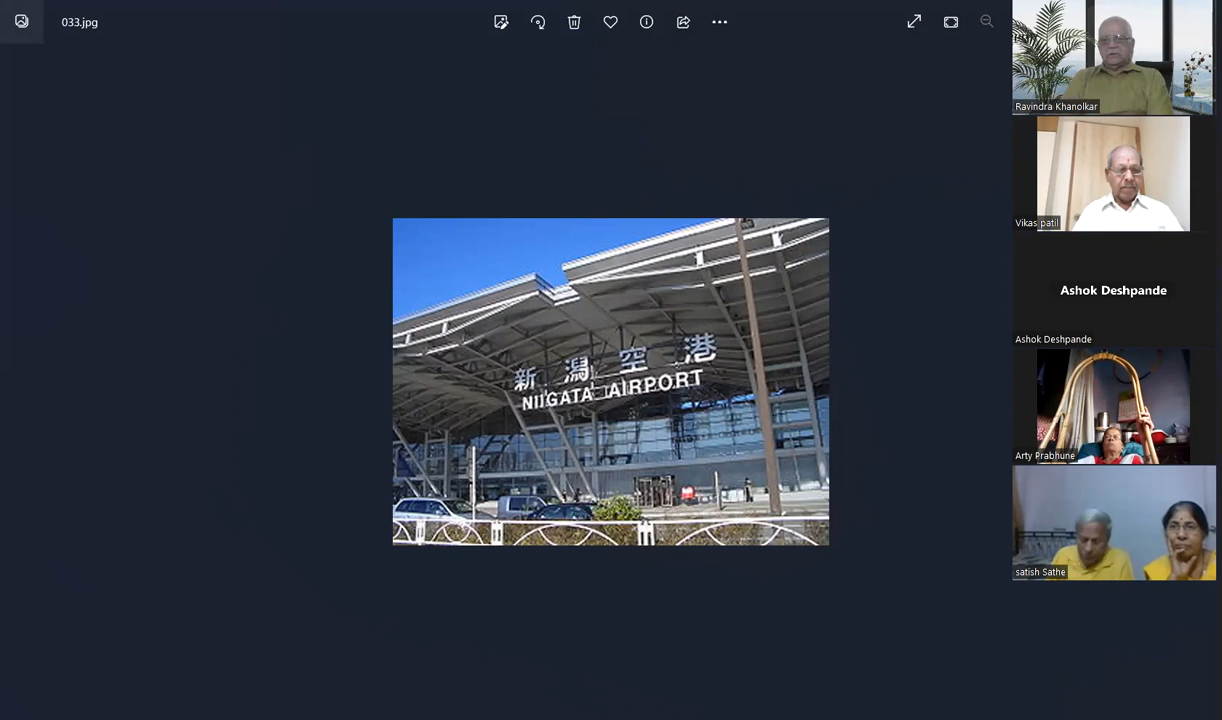 033.jpg
新潟空港
NIIGATA AIRPORT
Ravindra Khanolkar
Vikas patil
Ashok Deshpande
Ashok Deshpande
Arty Prabhune
satish Sathe